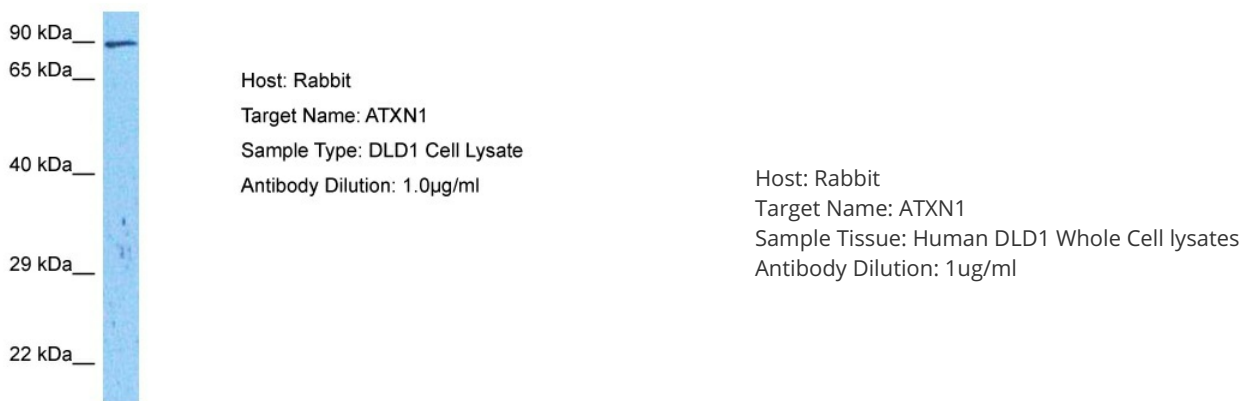 90 kDa__
65 kDa__
40 kDa__
29 kDa__
22 kDa__
Host: Rabbit
Target Name: ATXN1
Sample Type: DLD1 Cell Lysate
Antibody Dilution: 1.0µg/ml
Host: Rabbit
Target Name: ATXN1
Sample Tissue: Human DLD1 Whole Cell lysates
Antibody Dilution: 1ug/ml